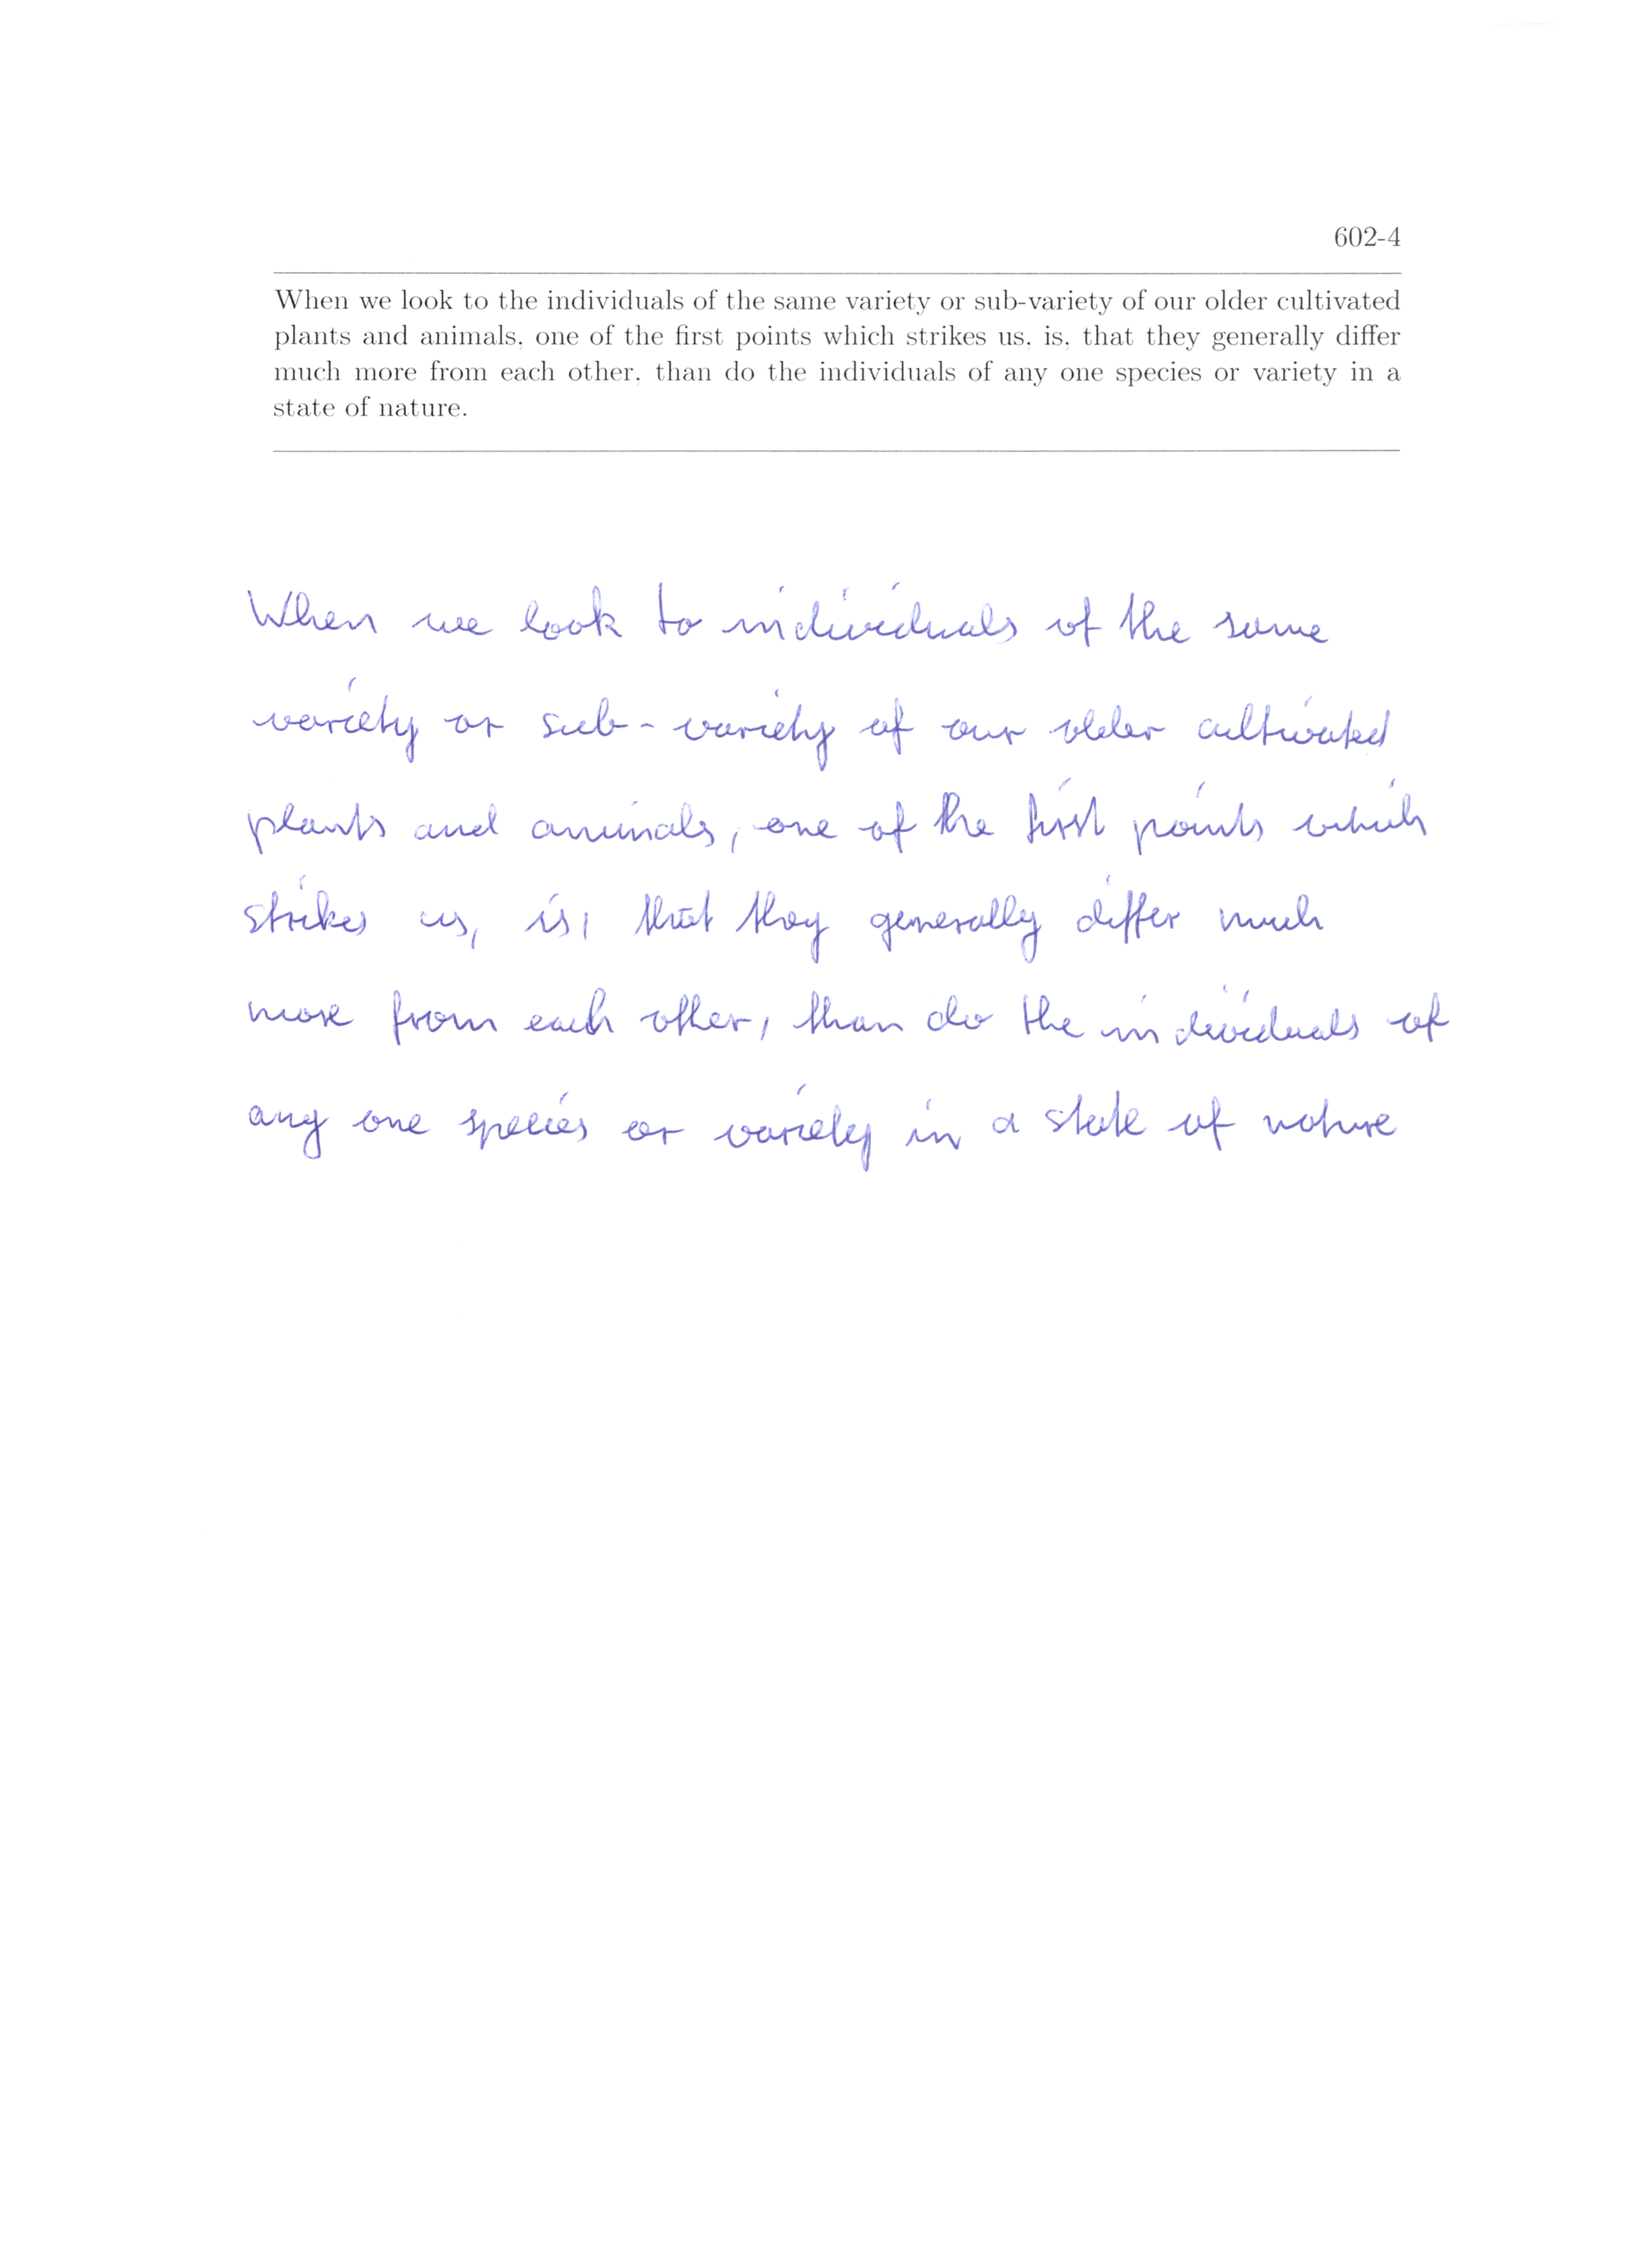 602-4
When we look to the individuals of the same variety or sub-variety of our older cultivated
plants and animals, one of the first points which strikes us, is, that they generally differ
much more from each other, than do the individuals of any one species or variety in a
state of nature.
When we look to individuals of the same
variety or sub-variety of our older cultivated
plants and animals, one of the first points which
strikes us, is, that they generally differ much
more from each other, than do the individuals of
any one species or variety in a state of nature